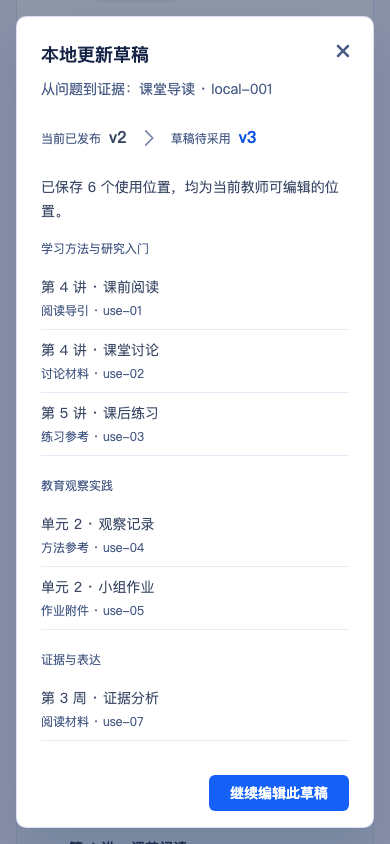 本地更新草稿
从问题到证据：课堂导读 · local-001
当前已发布 v2 草稿待采用 v3
已保存 6 个使用位置，均为当前教师可编辑的位
置。
学习方法与研究入门
第 4 讲 · 课前阅读
阅读导引 · use-01
第 4 讲 · 课堂讨论
讨论材料 · use-02
第 5 讲 · 课后练习
练习参考 · use-03
教育观察实践
单元 2 · 观察记录
方法参考 · use-04
单元 2 · 小组作业
作业附件 · use-05
证据与表达
第 3 周 · 证据分析
阅读材料 · use-07
继续编辑此草稿